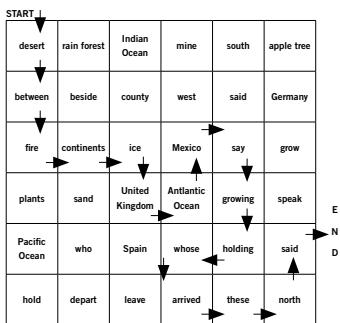 START
desert rain forest Indian Ocean mine south apple tree
between beside county west said Germany
fire continents ice Mexico say grow
plants sand United Kingdom Antlantic Ocean growing speak
Pacific Ocean who Spain whose holding said
hold depart leave arrived these north
E
N
D